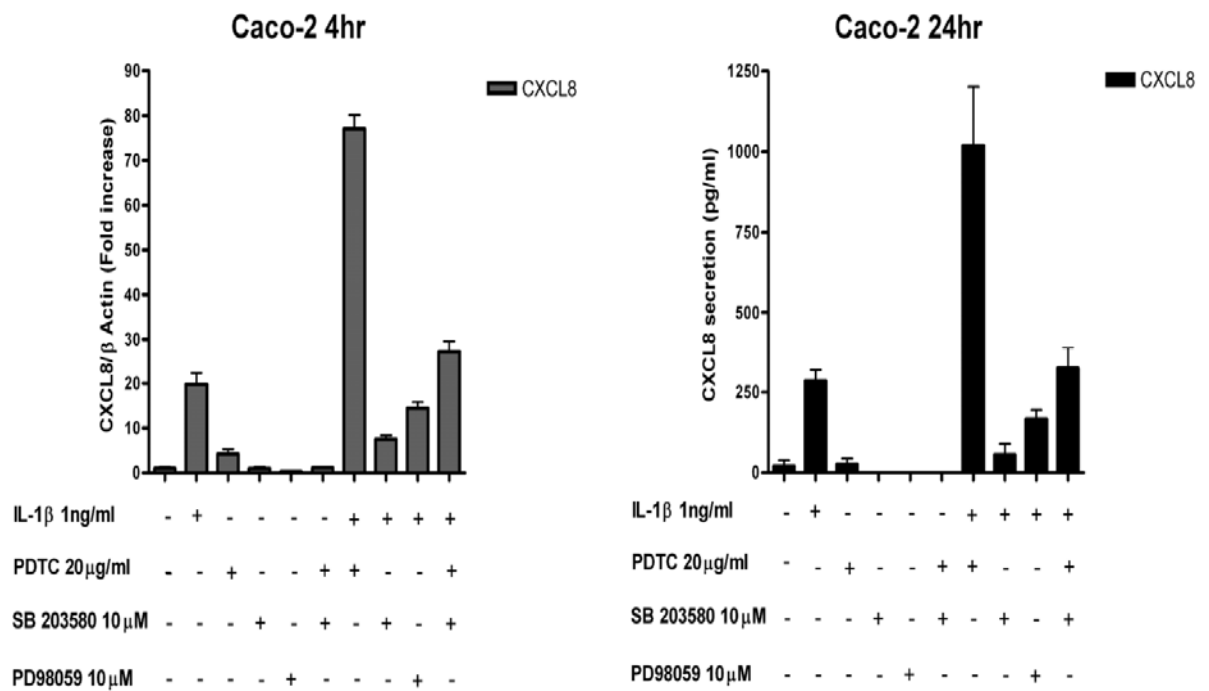 Caco-2 4hr
CXCL8
CXCL8/β Actin (Fold increase)
90
80
70
60
50
40
30
20
10
0
IL-1β 1ng/ml - + - - - - + + + +
PDTC 20μg/ml - - + - - + + - - +
SB 203580 10μM - - - + - + - + - +
PD98059 10μM - - - - + - - - + -
Caco-2 24hr
CXCL8
CXCL8 secretion (pg/ml)
1250
1000
750
500
250
0
IL-1β 1ng/ml - + - - - - + + + +
PDTC 20μg/ml - - + - - + + - - +
SB 203580 10μM - - - + - + - + - +
PD98059 10μM - - - - + - - - + -